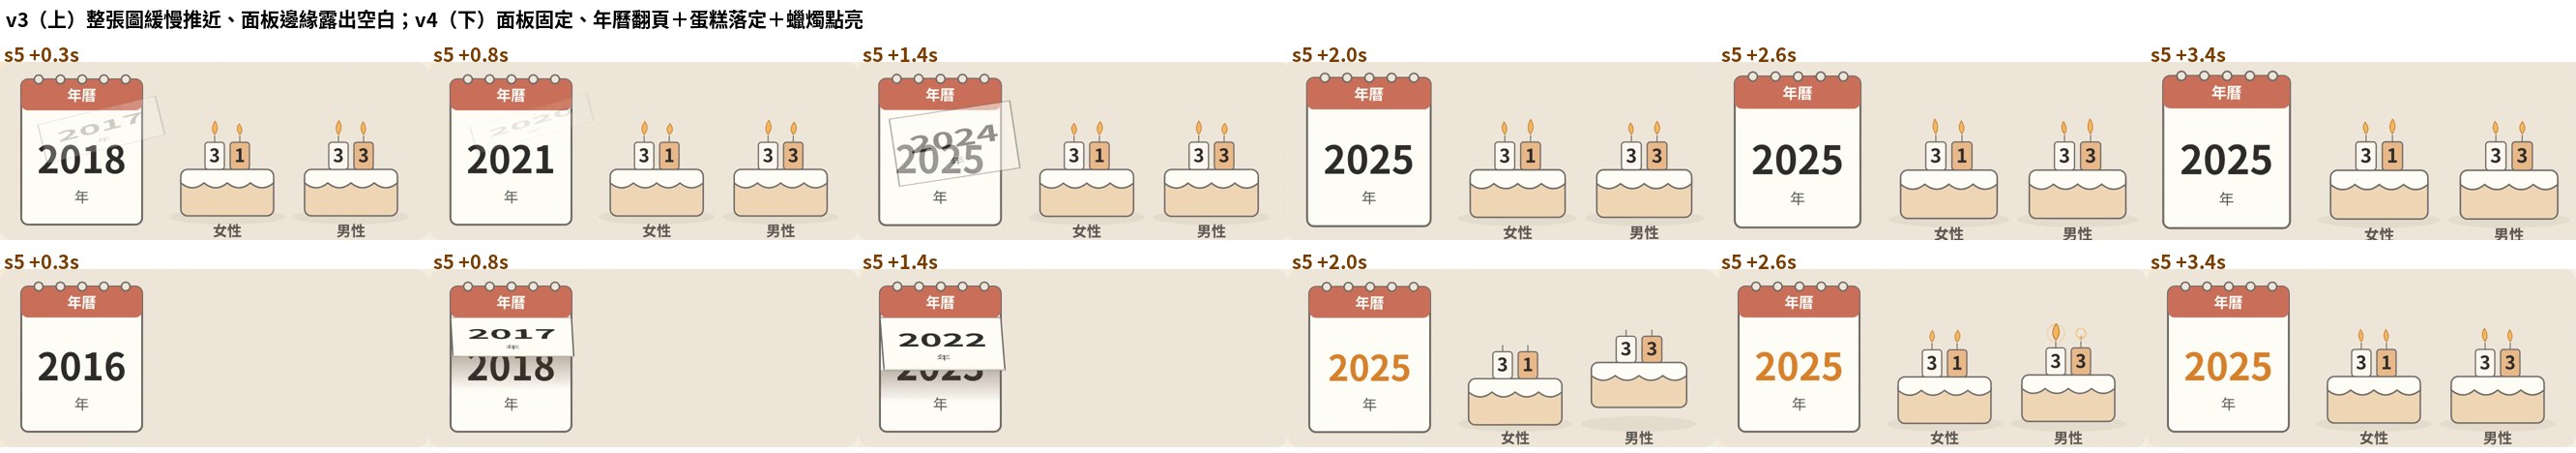 v3（上）整張圖緩慢推近、面板邊緣露出空白；v4（下）面板固定、年曆翻頁＋蛋糕落定＋蠟燭點亮
s5 +0.3s
s5 +0.8s
s5 +1.4s
s5 +2.0s
s5 +2.6s
s5 +3.4s
年曆
2017
年
2018
年
3 1
女性
3 3
男性
年曆
2020
2021
年
3 1
女性
3 3
男性
年曆
2024
年
2025
年
3 1
女性
3 3
男性
年曆
2025
年
3 1
女性
3 3
男性
年曆
2025
年
3 1
女性
3 3
男性
年曆
2025
年
3 1
女性
3 3
男性
s5 +0.3s
s5 +0.8s
s5 +1.4s
s5 +2.0s
s5 +2.6s
s5 +3.4s
年曆
2016
年
年曆
2017
年
2018
年
年曆
2022
年
年
年曆
2025
年
3 1
女性
3 3
男性
年曆
2025
年
3 1
女性
3 3
男性
年曆
2025
年
3 1
女性
3 3
男性